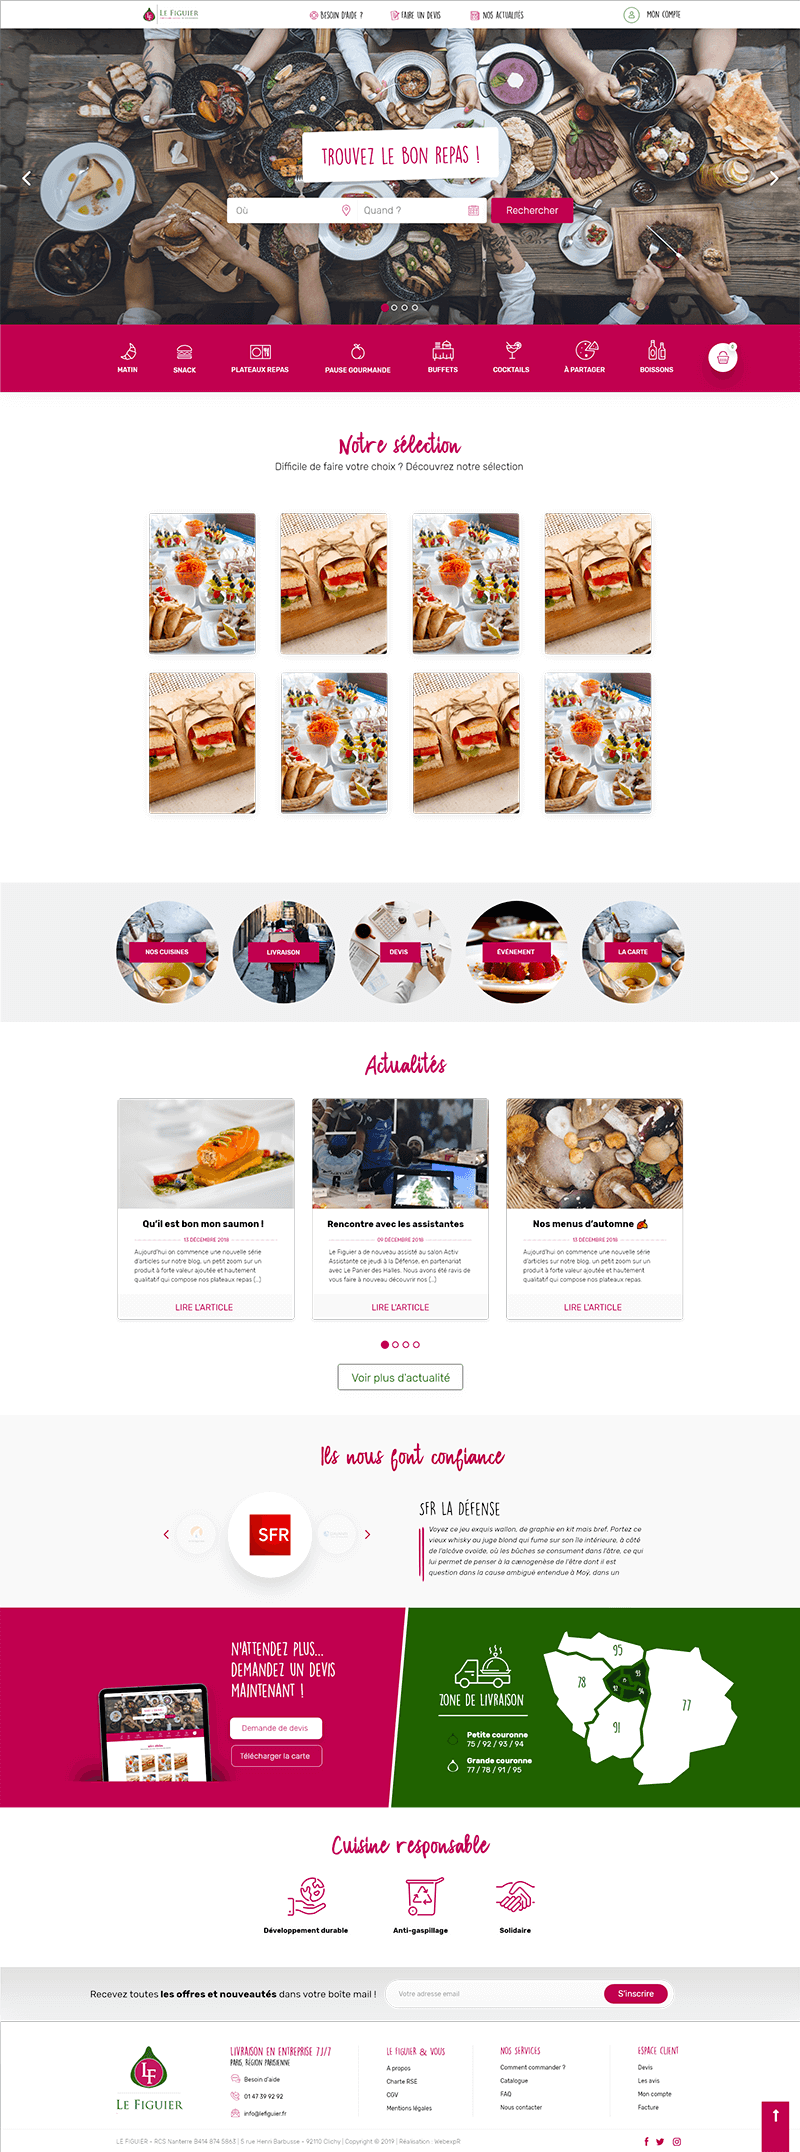 LE FIGUIER
BESOIN D'AIDE ?
FAIRE UN DEVIS
NOS ACTUALITÉS
MON COMPTE
TROUVEZ LE BON REPAS !
Où
Quand ?
Rechercher
MATIN
SNACK
PLATEAUX REPAS
PAUSE GOURMANDE
BUFFETS
COCKTAILS
À PARTAGER
BOISSONS
0
Notre sélection
Difficile de faire votre choix ? Découvrez notre sélection
NOS CUISINES
LIVRAISON
DEVIS
ÉVÉNEMENT
LA CARTE
Actualités
Qu'il est bon mon saumon !
13 DÉCEMBRE 2018
Aujourd'hui on commence une nouvelle série
d'articles sur notre blog, un petit zoom sur un
produit à forte valeur ajoutée et hautement
qualitatif qui compose nos plateaux repas [...]
LIRE L'ARTICLE
Rencontre avec les assistantes
09 DÉCEMBRE 2018
Le Figuier a de nouveau assisté au salon Activ
Assistante ce jeudi à la Défense, en partenariat
avec Le Panier des Halles. Nous avons été ravis de
vous faire à nouveau découvrir nos [...]
LIRE L'ARTICLE
Nos menus d'automne 🍂
13 DÉCEMBRE 2018
Aujourd'hui on commence une nouvelle série
d'articles sur notre blog, un petit zoom sur un
produit à forte valeur ajoutée et hautement
qualitatif qui compose nos plateaux repas
LIRE L'ARTICLE
Voir plus d'actualité
Ils nous font confiance
SFR
SFR LA DÉFENSE
Voyez ce jeu exquis wallon, de graphie en kit mais bref. Portez ce
vieux whisky au juge blond qui fume sur son île intérieure, à côté
de l'alcôve ovoïde, où les bûches se consument dans l'âtre, ce qui
lui permet de penser à la cænogenèse de l'être dont il est
question dans la cause ambiguë entendue à Moÿ, dans un
N'ATTENDEZ PLUS...
DEMANDEZ UN DEVIS
MAINTENANT !
Demande de devis
Télécharger la carte
ZONE DE LIVRAISON
Petite couronne
75 / 92 / 93 / 94
Grande couronne
77 / 78 / 91 / 95
95
78
93
92
94
77
91
Cuisine responsable
Développement durable
Anti-gaspillage
Solidaire
Recevez toutes les offres et nouveautés dans votre boîte mail !
Votre adresse email
S'inscrire
LF
LE FIGUIER
LIVRAISON EN ENTREPRISE 7J/7
PARIS, RÉGION PARISIENNE
Besoin d'aide
01 47 39 92 92
info@lefiguier.fr
LE FIGUIER & VOUS
A propos
Charte RSE
CGV
Mentions légales
NOS SERVICES
Comment commander ?
Catalogue
FAQ
Nous contacter
ESPACE CLIENT
Devis
Les avis
Mon compte
Facture
LE FIGUIER - RCS Nanterre B414 874 5863 | 5 rue Henri Barbusse - 92110 Clichy | Copyright © 2019 | Réalisation : WebexpR